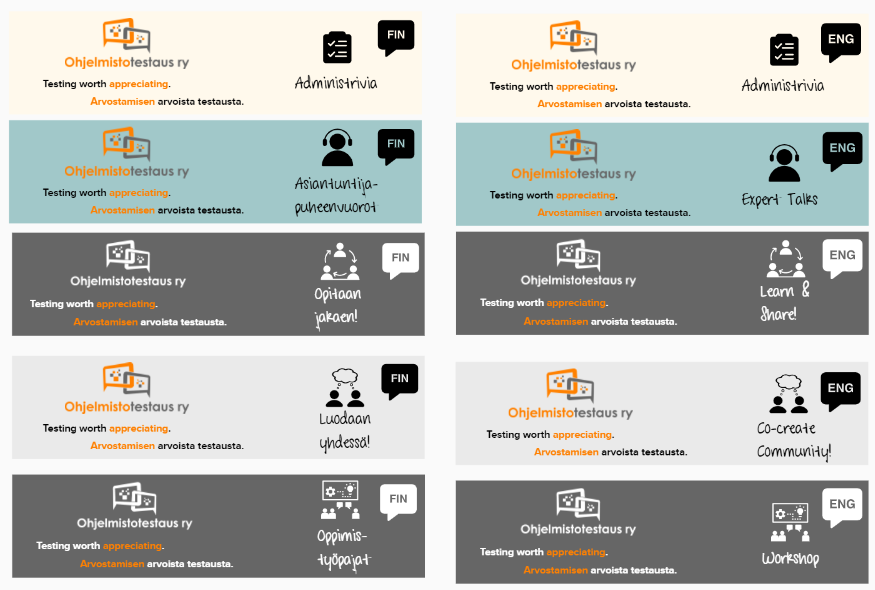 FIN
Ohjelmistotestaus ry
Administrivia
Testing worth appreciating.
Arvostamisen arvoista testausta.
ENG
Ohjelmistotestaus ry
Administrivia
Testing worth appreciating.
Arvostamisen arvoista testausta.
FIN
Ohjelmistotestaus ry
Asiantuntija-
puheenvuorot
Testing worth appreciating.
Arvostamisen arvoista testausta.
ENG
Ohjelmistotestaus ry
Expert Talks
Testing worth appreciating.
Arvostamisen arvoista testausta.
FIN
Ohjelmistotestaus ry
Opitaan
jakaen!
Testing worth appreciating.
Arvostamisen arvoista testausta.
ENG
Ohjelmistotestaus ry
Learn &
Share!
Testing worth appreciating.
Arvostamisen arvoista testausta.
FIN
Ohjelmistotestaus ry
Luodaan
yhdessä!
Testing worth appreciating.
Arvostamisen arvoista testausta.
ENG
Ohjelmistotestaus ry
Co-create
Community!
Testing worth appreciating.
Arvostamisen arvoista testausta.
FIN
Ohjelmistotestaus ry
Oppimis-
työpajat
Testing worth appreciating.
Arvostamisen arvoista testausta.
ENG
Ohjelmistotestaus ry
Workshop
Testing worth appreciating.
Arvostamisen arvoista testausta.